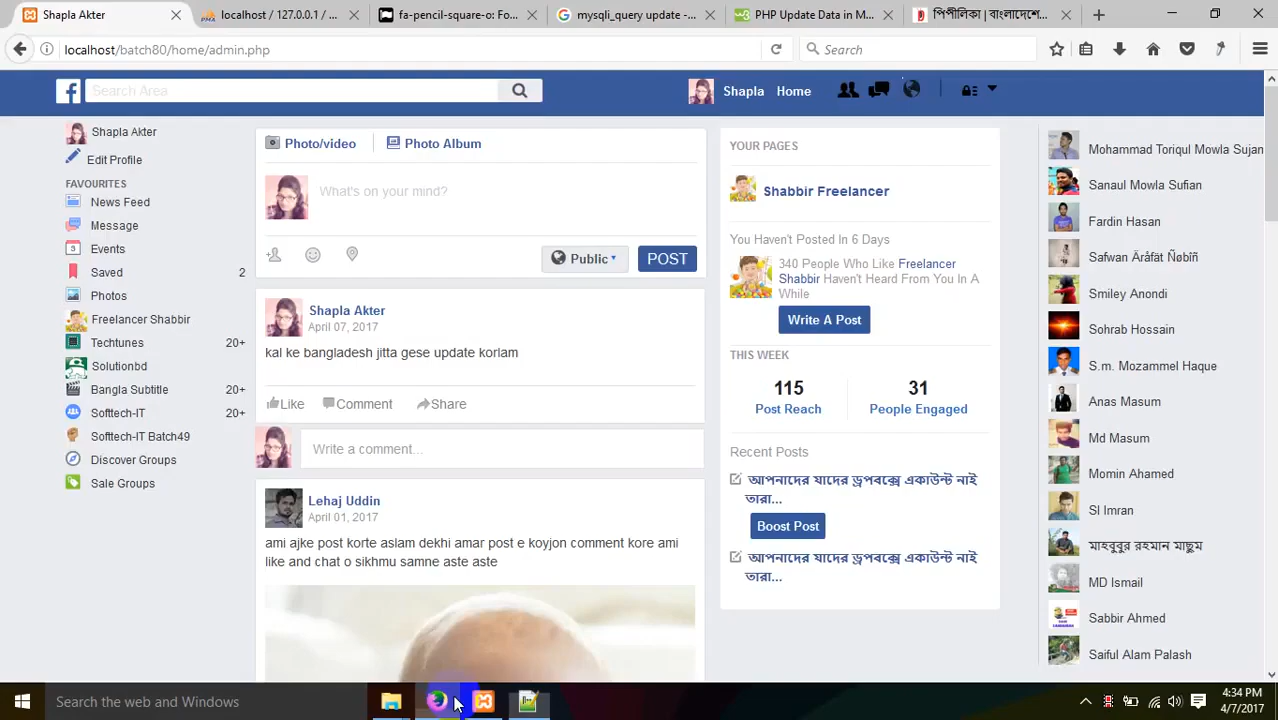 Shapla Akter
localhost / 127.0.0.1 / ...
fa-pencil-square-o: Fo...
mysqli_query update - ...
PHP Update Data in M...
পিপীলিকা | বাংলাদেশে...
localhost/batch80/home/admin.php
Search
Search Area
Shapla Home
Shapla Akter
Edit Profile
FAVOURITES
News Feed
Message
Events
Saved 2
Photos
Freelancer Shabbir
Techtunes 20+
Solutionbd
Bangla Subtitle 20+
Softtech-IT 20+
Softtech-IT Batch49
Discover Groups
Sale Groups
Photo/video Photo Album
What's on your mind?
Public POST
Shapla Akter
April 07, 2017
kal ke bangladesh jitta gese update korlam
Like Comment Share
Write a comment...
Lehaj Uddin
April 01, 2017
ami ajke post korte aslam dekhi amar post e koyjon comment kore ami
like and chat o sikhmu samne aste aste
YOUR PAGES
Shabbir Freelancer
You Haven't Posted In 6 Days
340 People Who Like Freelancer
Shabbir Haven't Heard From You In A
While
Write A Post
THIS WEEK
115 31
Post Reach People Engaged
Recent Posts
আপনাদের যাদের ড্রপবক্সে একাউন্ট নাই
তারা...
Boost Post
আপনাদের যাদের ড্রপবক্সে একাউন্ট নাই
তারা...
Mohammad Toriqul Mowla Sujan
Sanaul Mowla Sufian
Fardin Hasan
Safwan Äräfät Ñøbîñ
Smiley Anondi
Sohrab Hossain
S.m. Mozammel Haque
Anas Masum
Md Masum
Momin Ahamed
Sl Imran
মাহবুবুর রহমান মাছুম
MD Ismail
Sabbir Ahmed
Saiful Alam Palash
Search the web and Windows
4:34 PM
4/7/2017